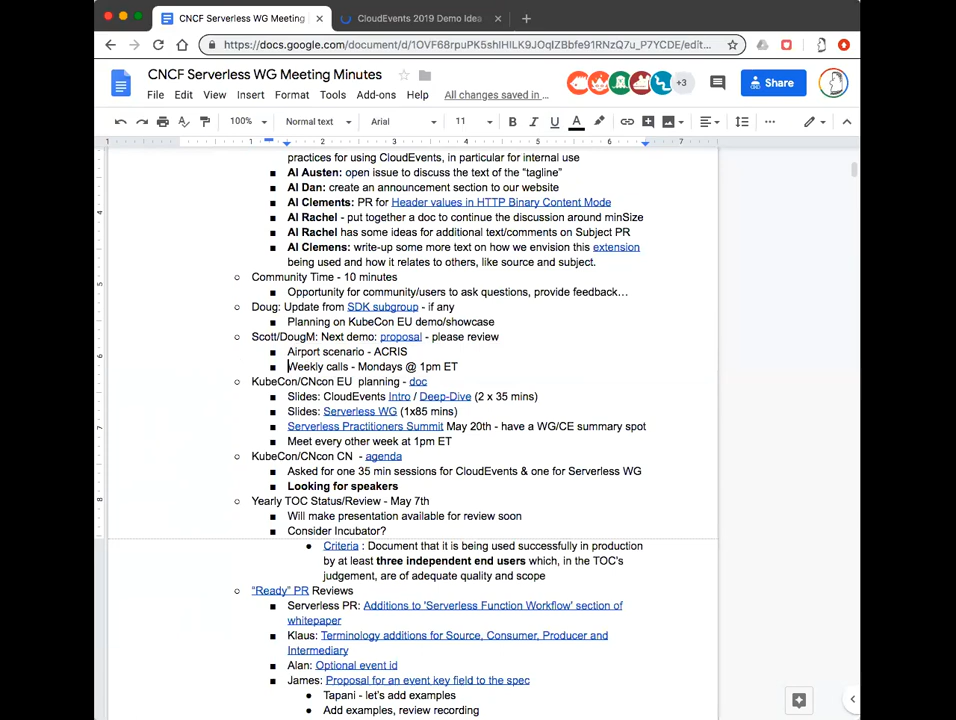 CNCF Serverless WG Meeting
CloudEvents 2019 Demo Idea
https://docs.google.com/document/d/1OVF68rpuPK5shIHILK9JOqIZBbfe91RNzQ7u_P7YCDE/edit...
CNCF Serverless WG Meeting Minutes
File Edit View Insert Format Tools Add-ons Help All changes saved in ...
+3
Share
100% Normal text Arial 11 B I U A
1 1 2 3 4 5 6 7
practices for using CloudEvents, in particular for internal use
AI Austen: open issue to discuss the text of the “tagline”
AI Dan: create an announcement section to our website
AI Clements: PR for Header values in HTTP Binary Content Mode
AI Rachel - put together a doc to continue the discussion around minSize
AI Rachel has some ideas for additional text/comments on Subject PR
AI Clemens: write-up some more text on how we envision this extension
being used and how it relates to others, like source and subject.
Community Time - 10 minutes
Opportunity for community/users to ask questions, provide feedback…
Doug: Update from SDK subgroup - if any
Planning on KubeCon EU demo/showcase
Scott/DougM: Next demo: proposal - please review
Airport scenario - ACRIS
Weekly calls - Mondays @ 1pm ET
KubeCon/CNcon EU planning - doc
Slides: CloudEvents Intro / Deep-Dive (2 x 35 mins)
Slides: Serverless WG (1x85 mins)
Serverless Practitioners Summit May 20th - have a WG/CE summary spot
Meet every other week at 1pm ET
KubeCon/CNcon CN - agenda
Asked for one 35 min sessions for CloudEvents & one for Serverless WG
Looking for speakers
Yearly TOC Status/Review - May 7th
Will make presentation available for review soon
Consider Incubator?
Criteria : Document that it is being used successfully in production
by at least three independent end users which, in the TOC’s
judgement, are of adequate quality and scope
“Ready” PR Reviews
Serverless PR: Additions to 'Serverless Function Workflow' section of
whitepaper
Klaus: Terminology additions for Source, Consumer, Producer and
Intermediary
Alan: Optional event id
James: Proposal for an event key field to the spec
Tapani - let’s add examples
Add examples, review recording
4
5
6
7
8